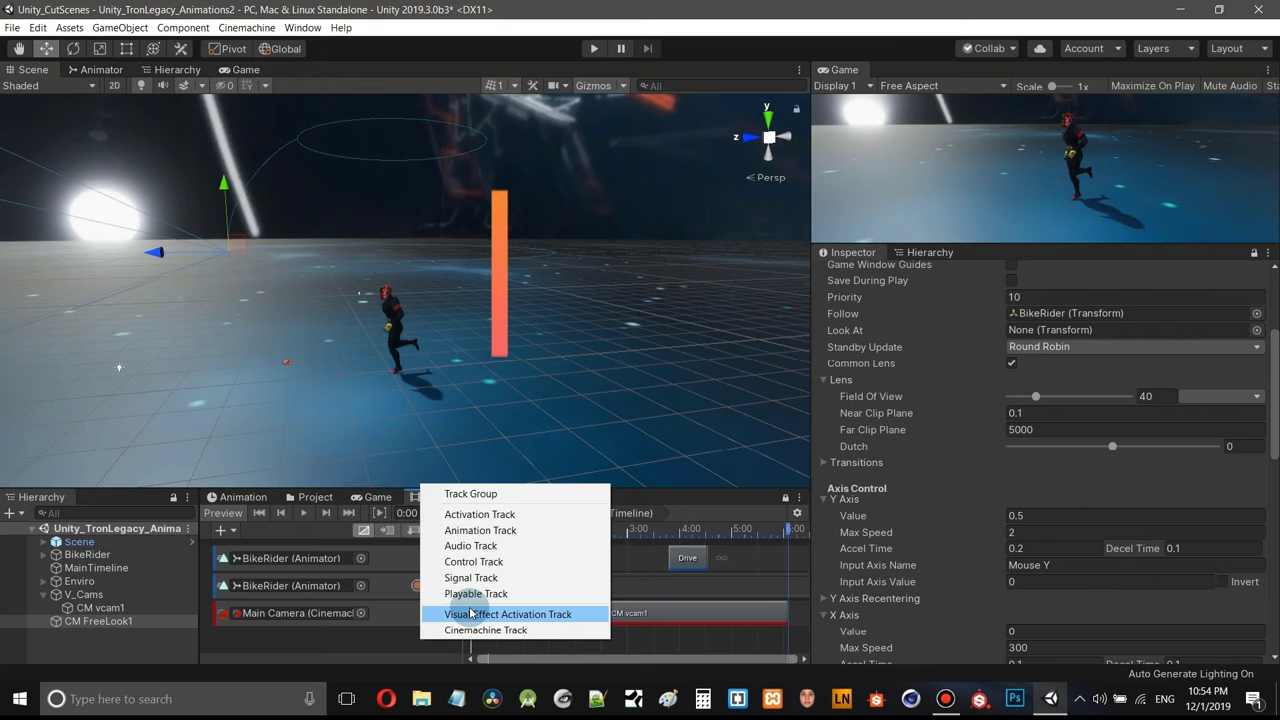 Unity_CutScenes - Unity_TronLegacy_Animations2 - PC, Mac & Linux Standalone - Unity 2019.3.0b3* <DX11>
File Edit Assets GameObject Component Cinemachine Window Help
Pivot Global Collab Account Layers Layout
Scene Animator Hierarchy Game
Shaded 2D 0 1 Gizmos All
y
z
Persp
Game
Display 1 Free Aspect Scale 1x Maximize On Play Mute Audio Sta
Inspector Hierarchy
Game Window Guides
Save During Play
Priority 10
Follow BikeRider (Transform)
Look At None (Transform)
Standby Update Round Robin
Common Lens
Lens
Field Of View 40
Near Clip Plane 0.1
Far Clip Plane 5000
Dutch 0
Transitions
Axis Control
Y Axis
Value 0.5
Max Speed 2
Accel Time 0.2 Decel Time 0.1
Input Axis Name Mouse Y
Input Axis Value 0 Invert
Y Axis Recentering
X Axis
Value 0
Max Speed 300
Auto Generate Lighting On
Hierarchy
All
Unity_TronLegacy_Anima
Scene
BikeRider
MainTimeline
Enviro
V_Cams
CM vcam1
CM FreeLook1
Animation Project Game
Preview 0:00 Timeline)
3:00 4:00 5:00
BikeRider (Animator) Drive
BikeRider (Animator)
Main Camera (Cinemac CM vcam1
Track Group
Activation Track
Animation Track
Audio Track
Control Track
Signal Track
Playable Track
Visual Effect Activation Track
Cinemachine Track
Type here to search
LN
Ps
ENG
10:54 PM
12/1/2019
1